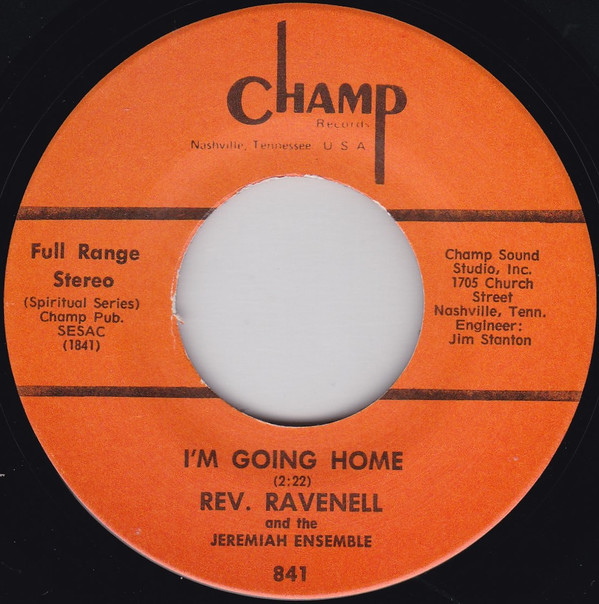 CHAMP
Records
Nashville, Tennessee U S A
Full Range
Stereo
(Spiritual Series)
Champ Pub.
SESAC
(1841)
Champ Sound
Studio, Inc.
1705 Church
Street
Nashville, Tenn.
Engineer:
Jim Stanton
I'M GOING HOME
(2:22)
REV. RAVENELL
and the
JEREMIAH ENSEMBLE
841